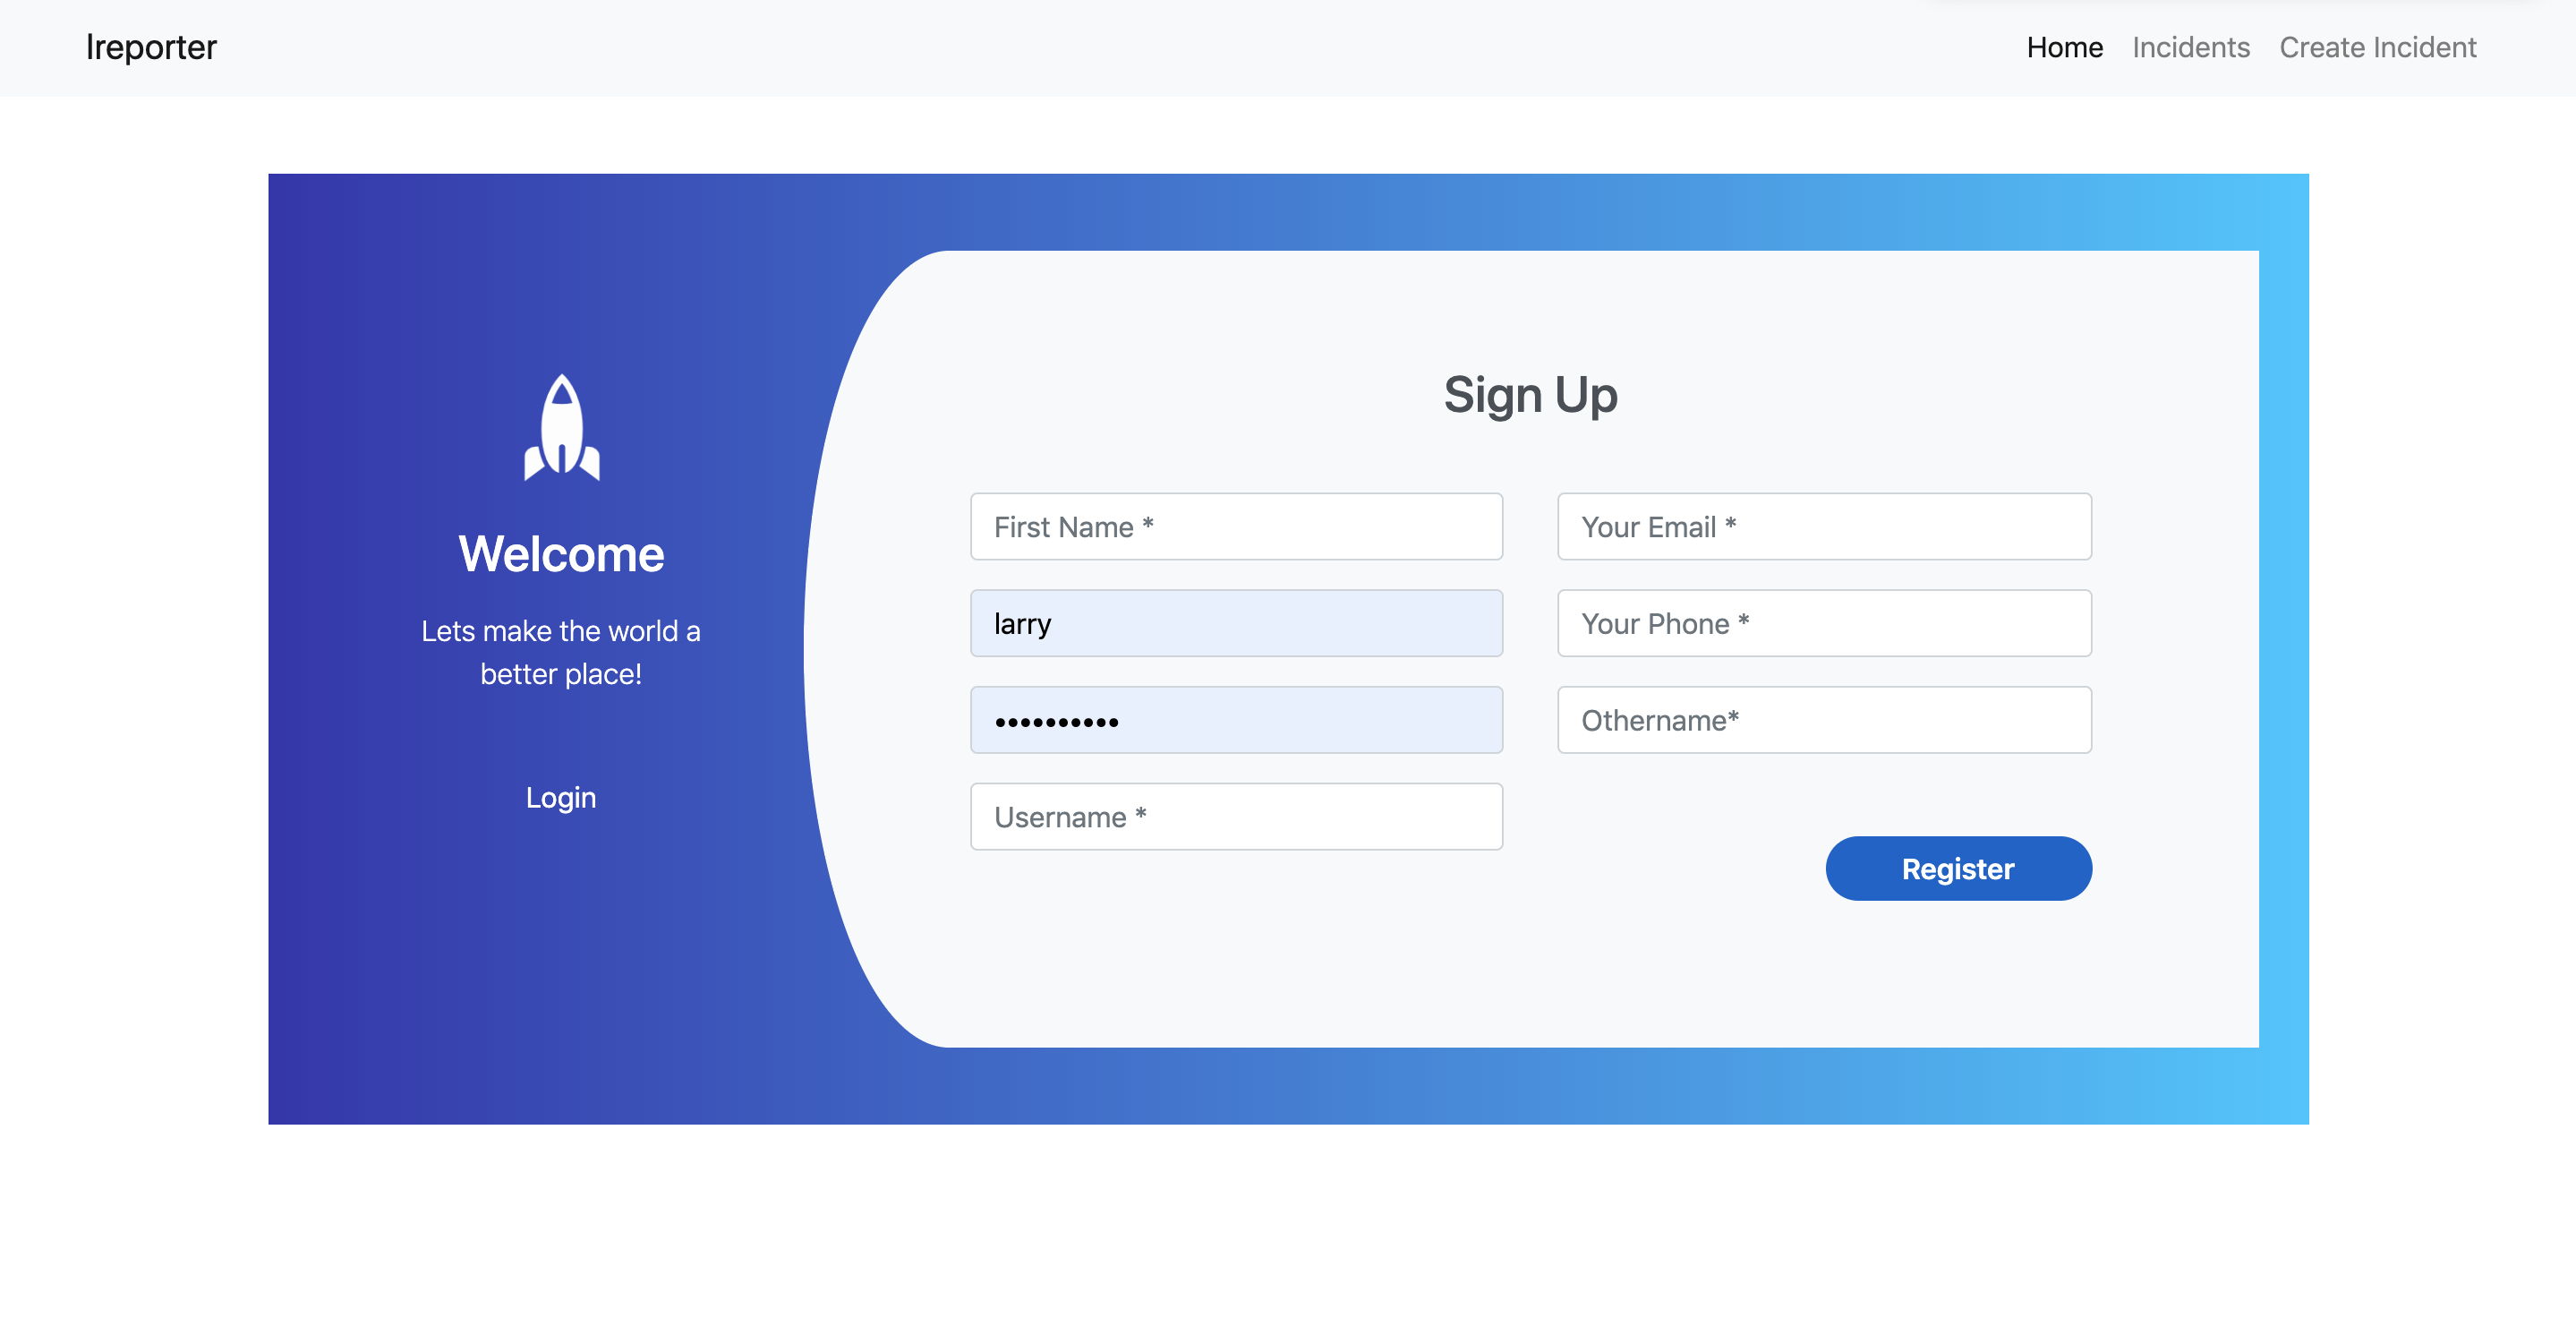 Ireporter
Home Incidents Create Incident
Welcome
Lets make the world a
better place!
Login
Sign Up
First Name *
larry
••••••••••
Username *
Your Email *
Your Phone *
Othername*
Register